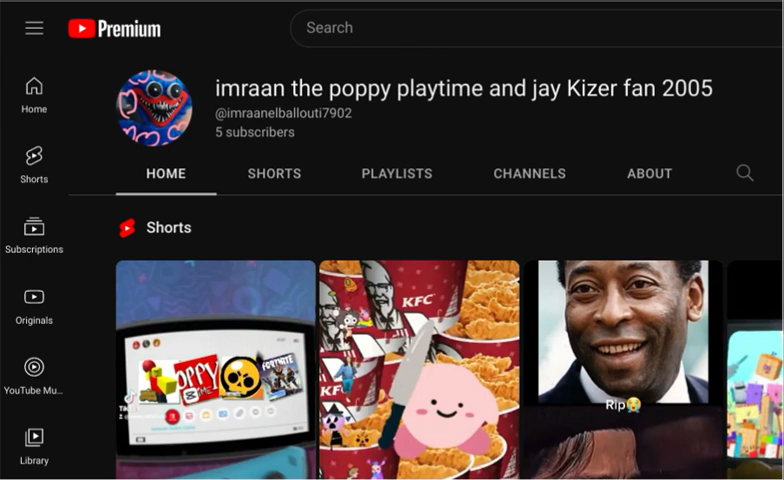 Premium
Search
imraan the poppy playtime and jay Kizer fan 2005
@imraanelballouti7902
5 subscribers
Home
Shorts
Subscriptions
Originals
YouTube Mu...
Library
HOME
SHORTS
PLAYLISTS
CHANNELS
ABOUT
Shorts
OPPY
FORTNITE
KFC
Rip😭